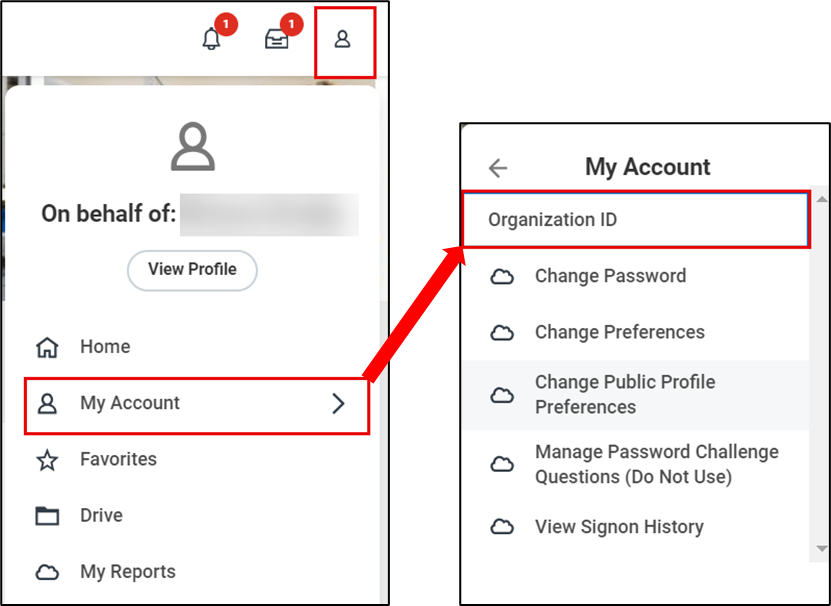 1
1
On behalf of:
View Profile
Home
My Account
Favorites
Drive
My Reports
My Account
Organization ID
Change Password
Change Preferences
Change Public Profile
Preferences
Manage Password Challenge
Questions (Do Not Use)
View Signon History